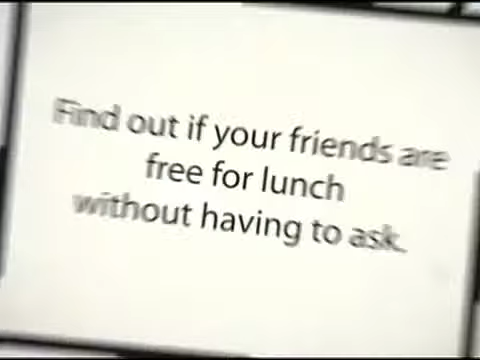 Find out if your friends are
free for lunch
without having to ask.